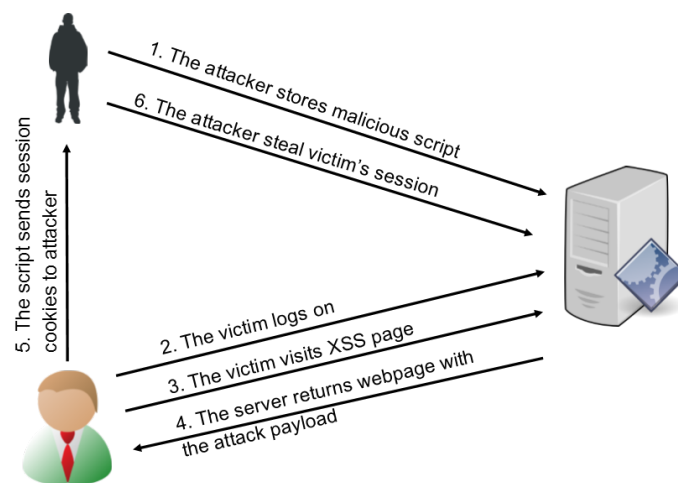 1. The attacker stores malicious script
6. The attacker steal victim's session
5. The script sends session
cookies to attacker
2. The victim logs on
3. The victim visits XSS page
4. The server returns webpage with
the attack payload